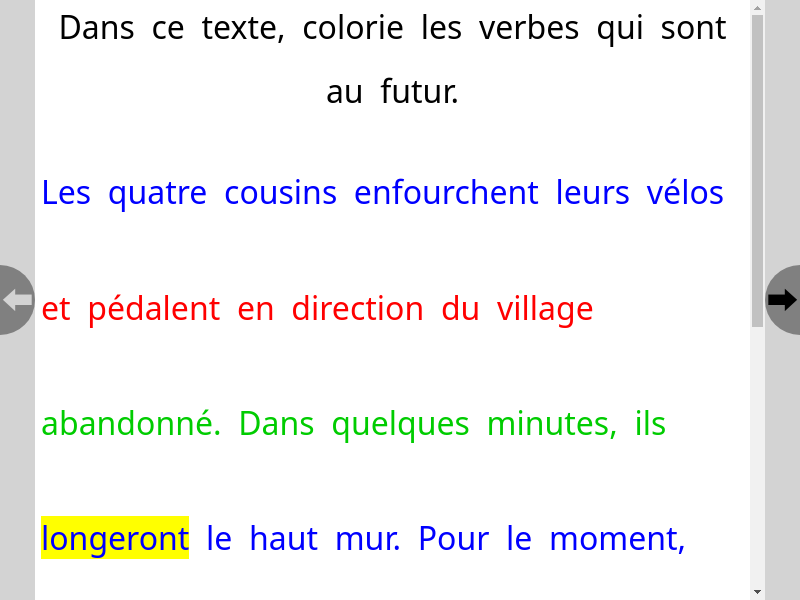 Dans ce texte, colorie les verbes qui sont
au futur.
Les quatre cousins enfourchent leurs vélos
et pédalent en direction du village
abandonné. Dans quelques minutes, ils
longeront le haut mur. Pour le moment,